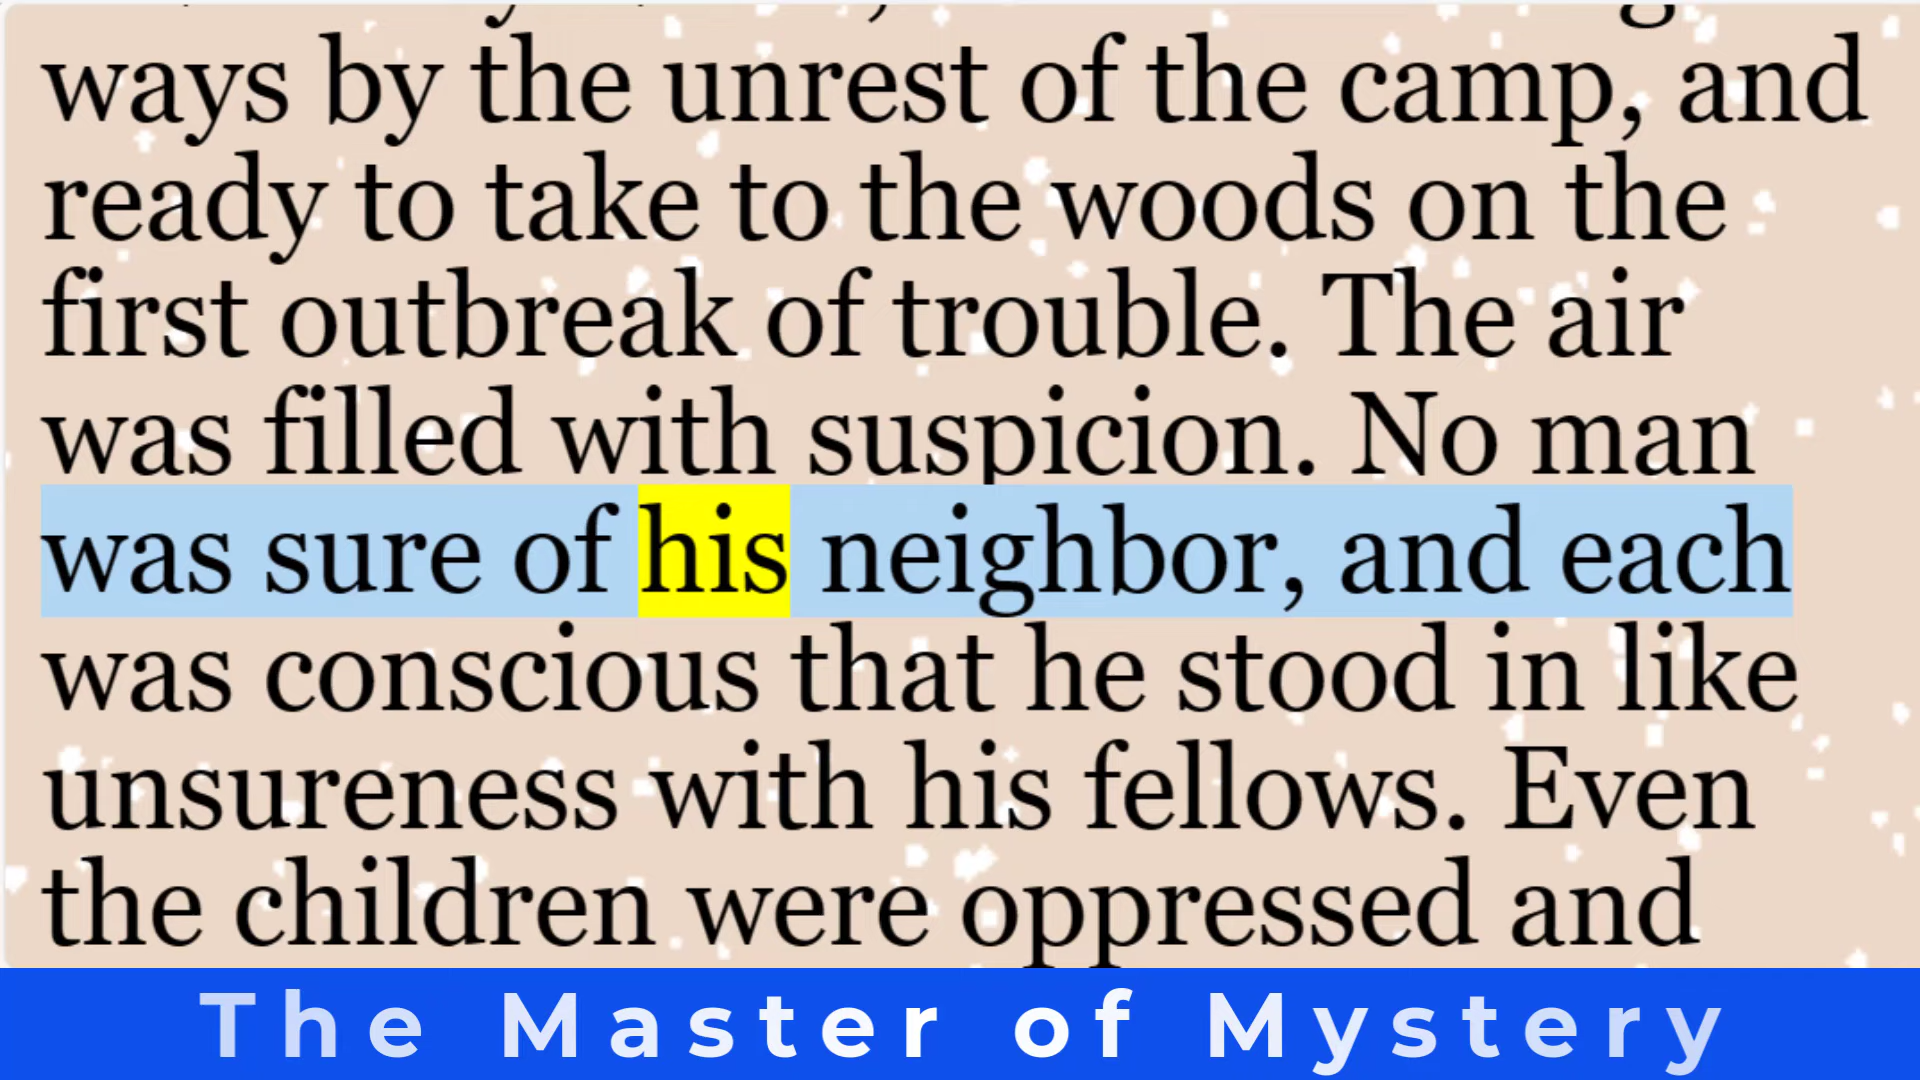 ways by the unrest of the camp, and
ready to take to the woods on the
first outbreak of trouble. The air
was filled with suspicion. No man
was sure of his neighbor, and each
was conscious that he stood in like
unsureness with his fellows. Even
the children were oppressed and
The Master of Mystery